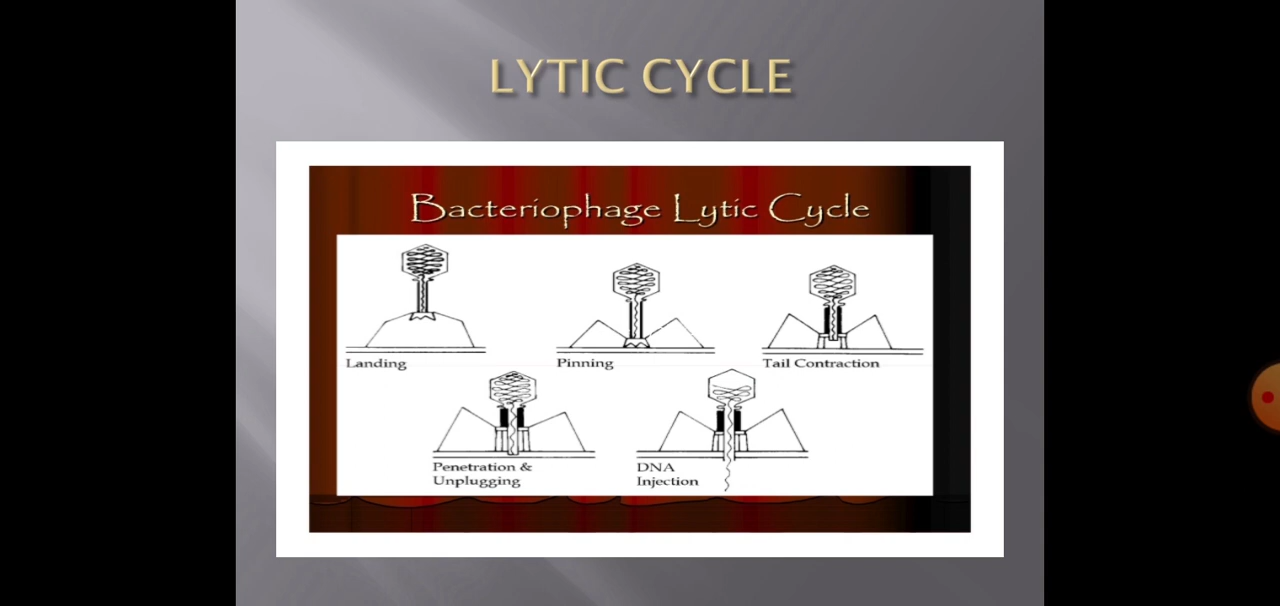 LYTIC CYCLE
Bacteriophage Lytic Cycle
Landing
Pinning
Tail Contraction
Penetration &
Unplugging
DNA
Injection